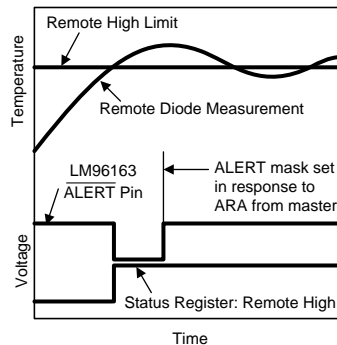 Remote High Limit
Temperature
Remote Diode Measurement
LM96163
ALERT Pin
ALERT mask set
in response to
ARA from master
Voltage
Status Register: Remote High
Time